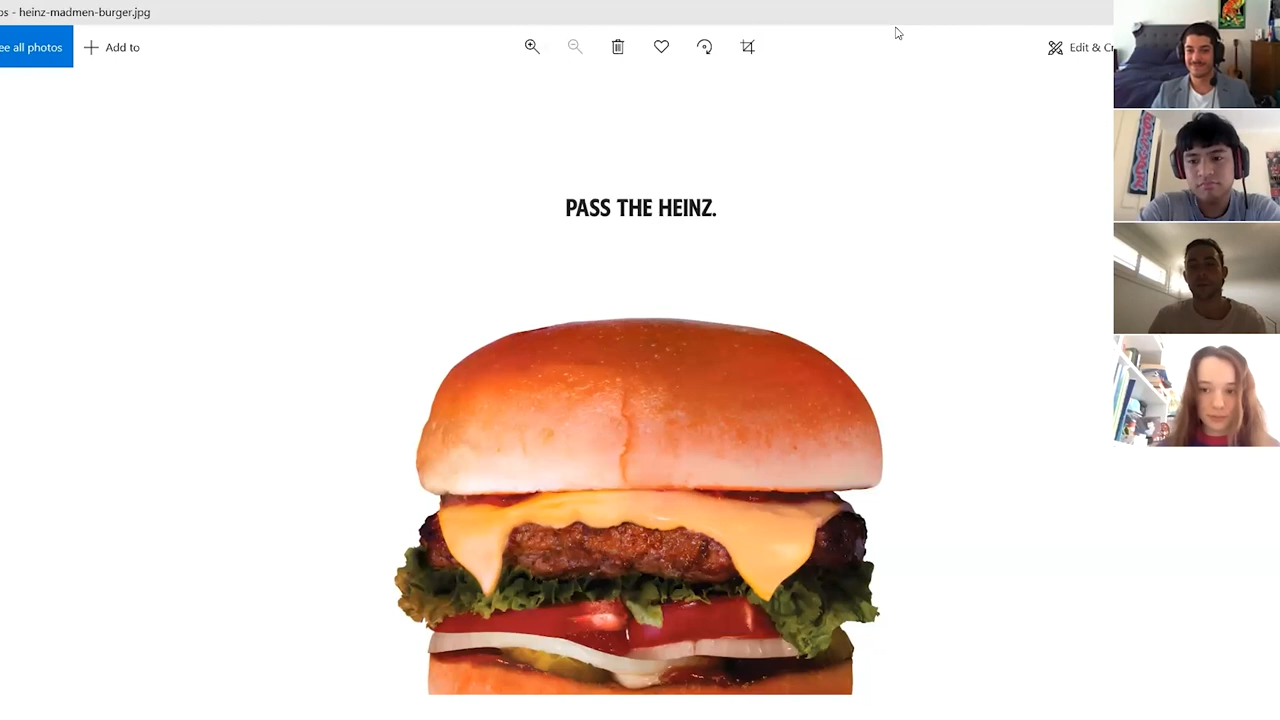 os - heinz-madmen-burger.jpg
ee all photos
Add to
Edit & Cr
PASS THE HEINZ.